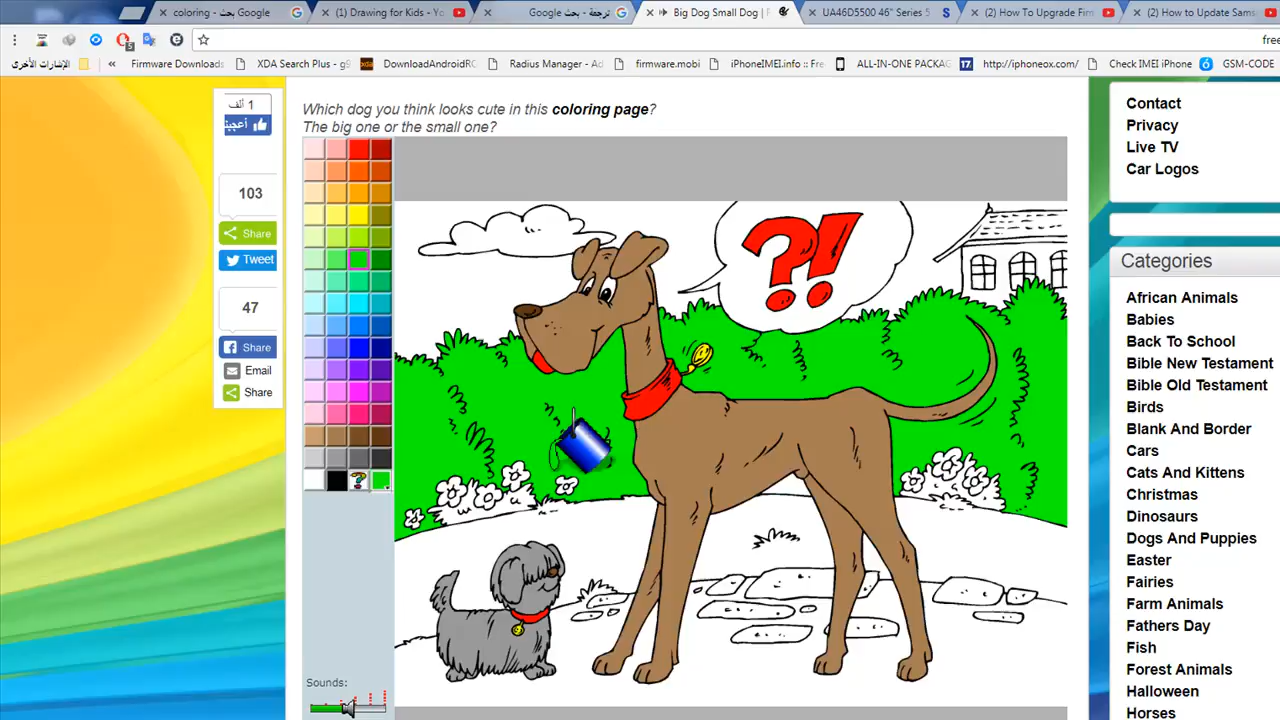 coloring - بحث Google
(1) Drawing for Kids - Yo
ترجمة - بحث Google
Big Dog Small Dog | F
UA46D5500 46" Series 5
(2) How To Upgrade Firm
(2) How to Update Sams
5
free
الإشارات الأخرى
«
Firmware Downloads
XDA Search Plus - g
xda
DownloadAndroidRO
Radius Manager - Ad
firmware.mobi
iPhoneIMEI.info :: Fre
ALL-IN-ONE PACKAG
17
http://iphoneox.com/
Check IMEI iPhone
GSM-CODE
1 ألف
أعجبني
103
Share
Tweet
47
Share
Email
Share
Which dog you think looks cute in this coloring page?
The big one or the small one?
?
?!
Sounds:
Contact
Privacy
Live TV
Car Logos
Categories
African Animals
Babies
Back To School
Bible New Testament
Bible Old Testament
Birds
Blank And Border
Cars
Cats And Kittens
Christmas
Dinosaurs
Dogs And Puppies
Easter
Fairies
Farm Animals
Fathers Day
Fish
Forest Animals
Halloween
Horses